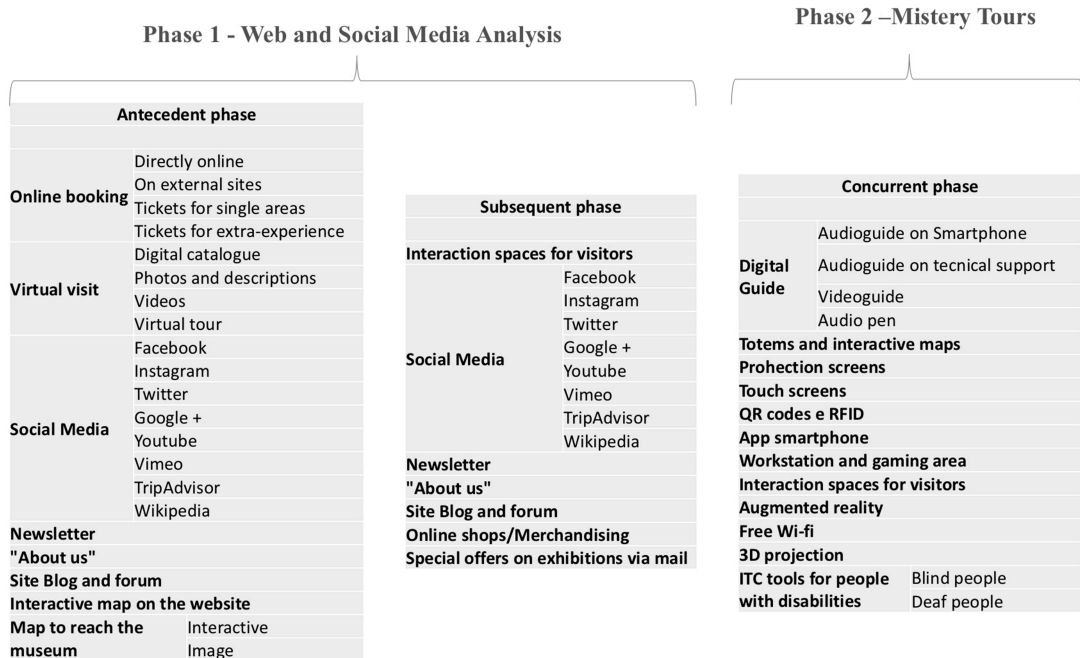 Phase 1 - Web and Social Media Analysis
Phase 2 –Mistery Tours
Antecedent phase
Online booking
Directly online
On external sites
Tickets for single areas
Tickets for extra-experience
Virtual visit
Digital catalogue
Photos and descriptions
Videos
Virtual tour
Social Media
Facebook
Instagram
Twitter
Google +
Youtube
Vimeo
TripAdvisor
Wikipedia
Newsletter
"About us"
Site Blog and forum
Interactive map on the website
Map to reach the
museum
Interactive
Image
Subsequent phase
Interaction spaces for visitors
Social Media
Facebook
Instagram
Twitter
Google +
Youtube
Vimeo
TripAdvisor
Wikipedia
Newsletter
"About us"
Site Blog and forum
Online shops/Merchandising
Special offers on exhibitions via mail
Concurrent phase
Digital
Guide
Audioguide on Smartphone
Audioguide on tecnical support
Videoguide
Audio pen
Totems and interactive maps
Prohection screens
Touch screens
QR codes e RFID
App smartphone
Workstation and gaming area
Interaction spaces for visitors
Augmented reality
Free Wi-fi
3D projection
ITC tools for people
with disabilities
Blind people
Deaf people